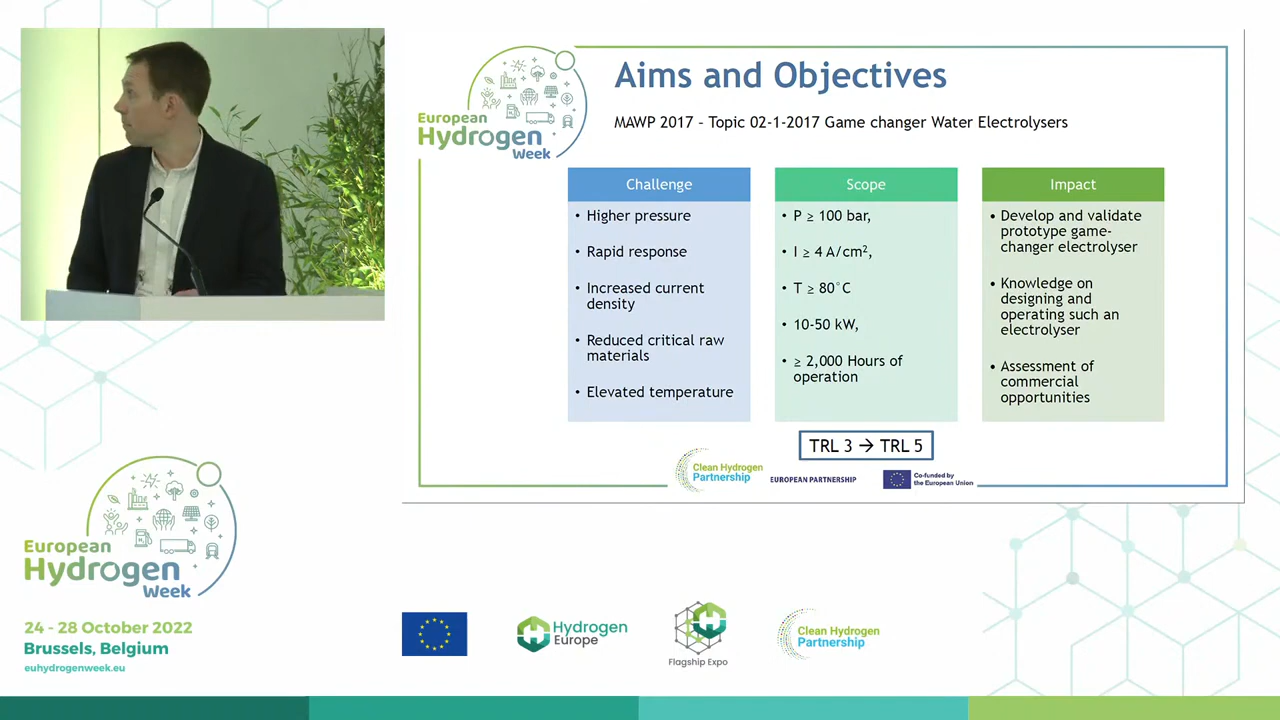 European
Hydrogen
Week
Aims and Objectives
MAWP 2017 - Topic 02-1-2017 Game changer Water Electrolysers
Challenge
• Higher pressure
• Rapid response
• Increased current
density
• Reduced critical raw
materials
• Elevated temperature
Scope
• P ≥ 100 bar,
• I ≥ 4 A/cm²,
• T ≥ 80°C
• 10-50 kW,
• ≥ 2,000 Hours of
operation
Impact
• Develop and validate
prototype game-
changer electrolyser
• Knowledge on
designing and
operating such an
electrolyser
• Assessment of
commercial
opportunities
TRL 3 → TRL 5
Clean Hydrogen
Partnership
EUROPEAN PARTNERSHIP
Co-funded by
the European Union
European
Hydrogen
Week
24 - 28 October 2022
Brussels, Belgium
euhydrogenweek.eu
Hydrogen
Europe
Flagship Expo
Clean Hydrogen
Partnership